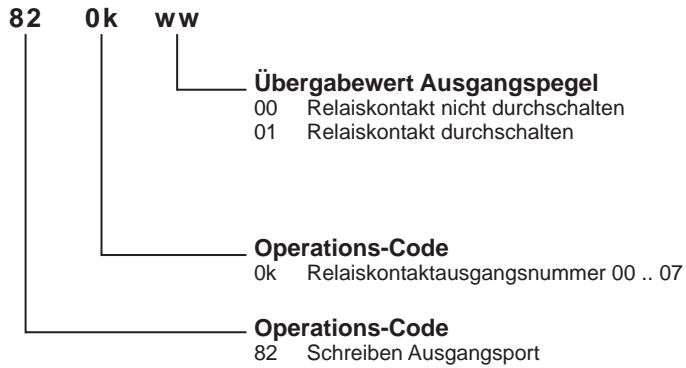 82 0k ww
Übergabewert Ausgangspegel
00 Relaiskontakt nicht durchschalten
01 Relaiskontakt durchschalten
Operations-Code
0k Relaiskontaktausgangsnummer 00 .. 07
Operations-Code
82 Schreiben Ausgangsport